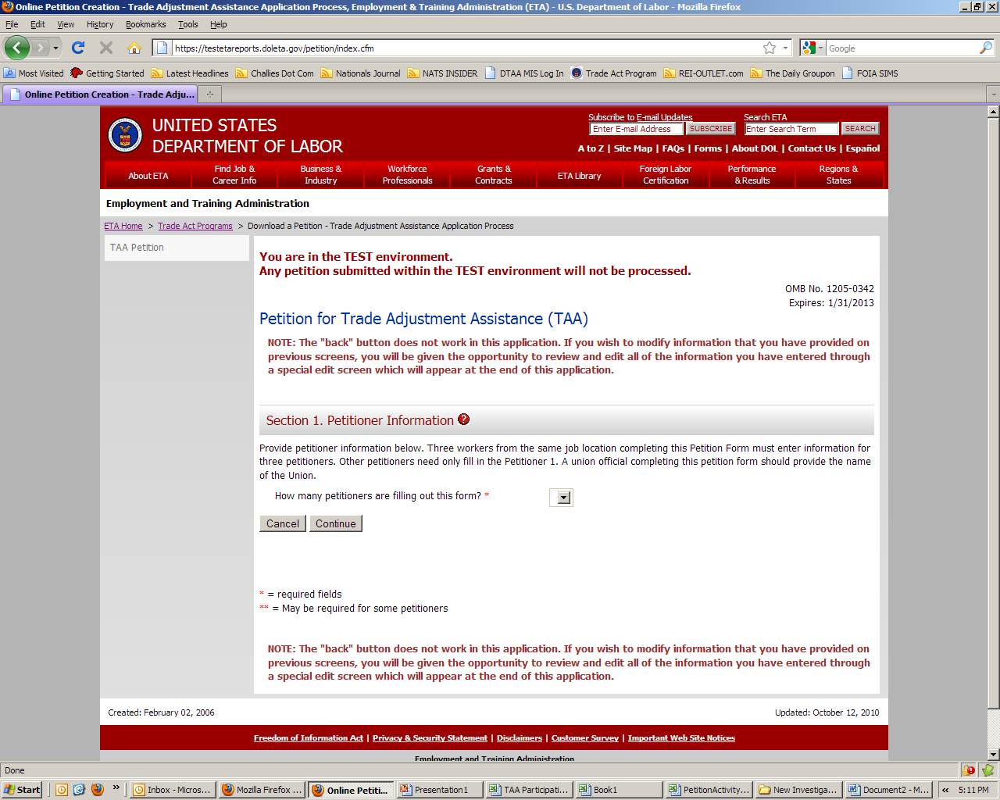 Online Petition Creation - Trade Adjustment Assistance Application Process, Employment & Training Administration (ETA) - U.S. Department of Labor - Mozilla Firefox
File Edit View History Bookmarks Tools Help
https://testetareports.doleta.gov/petition/index.cfm
Google
Most Visited Getting Started Latest Headlines Challies Dot Com Nationals Journal NATS INSIDER DTAA MIS Log In Trade Act Program REI-OUTLET.com The Daily Groupon FOIA SIMS
Online Petition Creation - Trade Adju...
UNITED STATES
DEPARTMENT OF LABOR
Subscribe to E-mail Updates
Enter E-mail Address SUBSCRIBE
Search ETA
Enter Search Term SEARCH
A to Z | Site Map | FAQs | Forms | About DOL | Contact Us | Español
About ETA
Find Job &
Career Info
Business &
Industry
Workforce
Professionals
Grants &
Contracts
ETA Library
Foreign Labor
Certification
Performance
& Results
Regions &
States
Employment and Training Administration
ETA Home > Trade Act Programs > Download a Petition - Trade Adjustment Assistance Application Process
TAA Petition
You are in the TEST environment.
Any petition submitted within the TEST environment will not be processed.
OMB No. 1205-0342
Expires: 1/31/2013
Petition for Trade Adjustment Assistance (TAA)
NOTE: The "back" button does not work in this application. If you wish to modify information that you have provided on
previous screens, you will be given the opportunity to review and edit all of the information you have entered through
a special edit screen which will appear at the end of this application.
Section 1. Petitioner Information ?
Provide petitioner information below. Three workers from the same job location completing this Petition Form must enter information for
three petitioners. Other petitioners need only fill in the Petitioner 1. A union official completing this petition form should provide the name
of the Union.
How many petitioners are filling out this form? *
Cancel Continue
* = required fields
** = May be required for some petitioners
NOTE: The "back" button does not work in this application. If you wish to modify information that you have provided on
previous screens, you will be given the opportunity to review and edit all of the information you have entered through
a special edit screen which will appear at the end of this application.
Created: February 02, 2006
Updated: October 12, 2010
Freedom of Information Act | Privacy & Security Statement | Disclaimers | Customer Survey | Important Web Site Notices
Employment and Training Administration
Done
Start » Inbox - Micros... Mozilla Firefox ... Online Petiti... Presentation1 TAA Participati... Book1 PetitionActivity... New Investiga... Document2 - M... « 5:11 PM